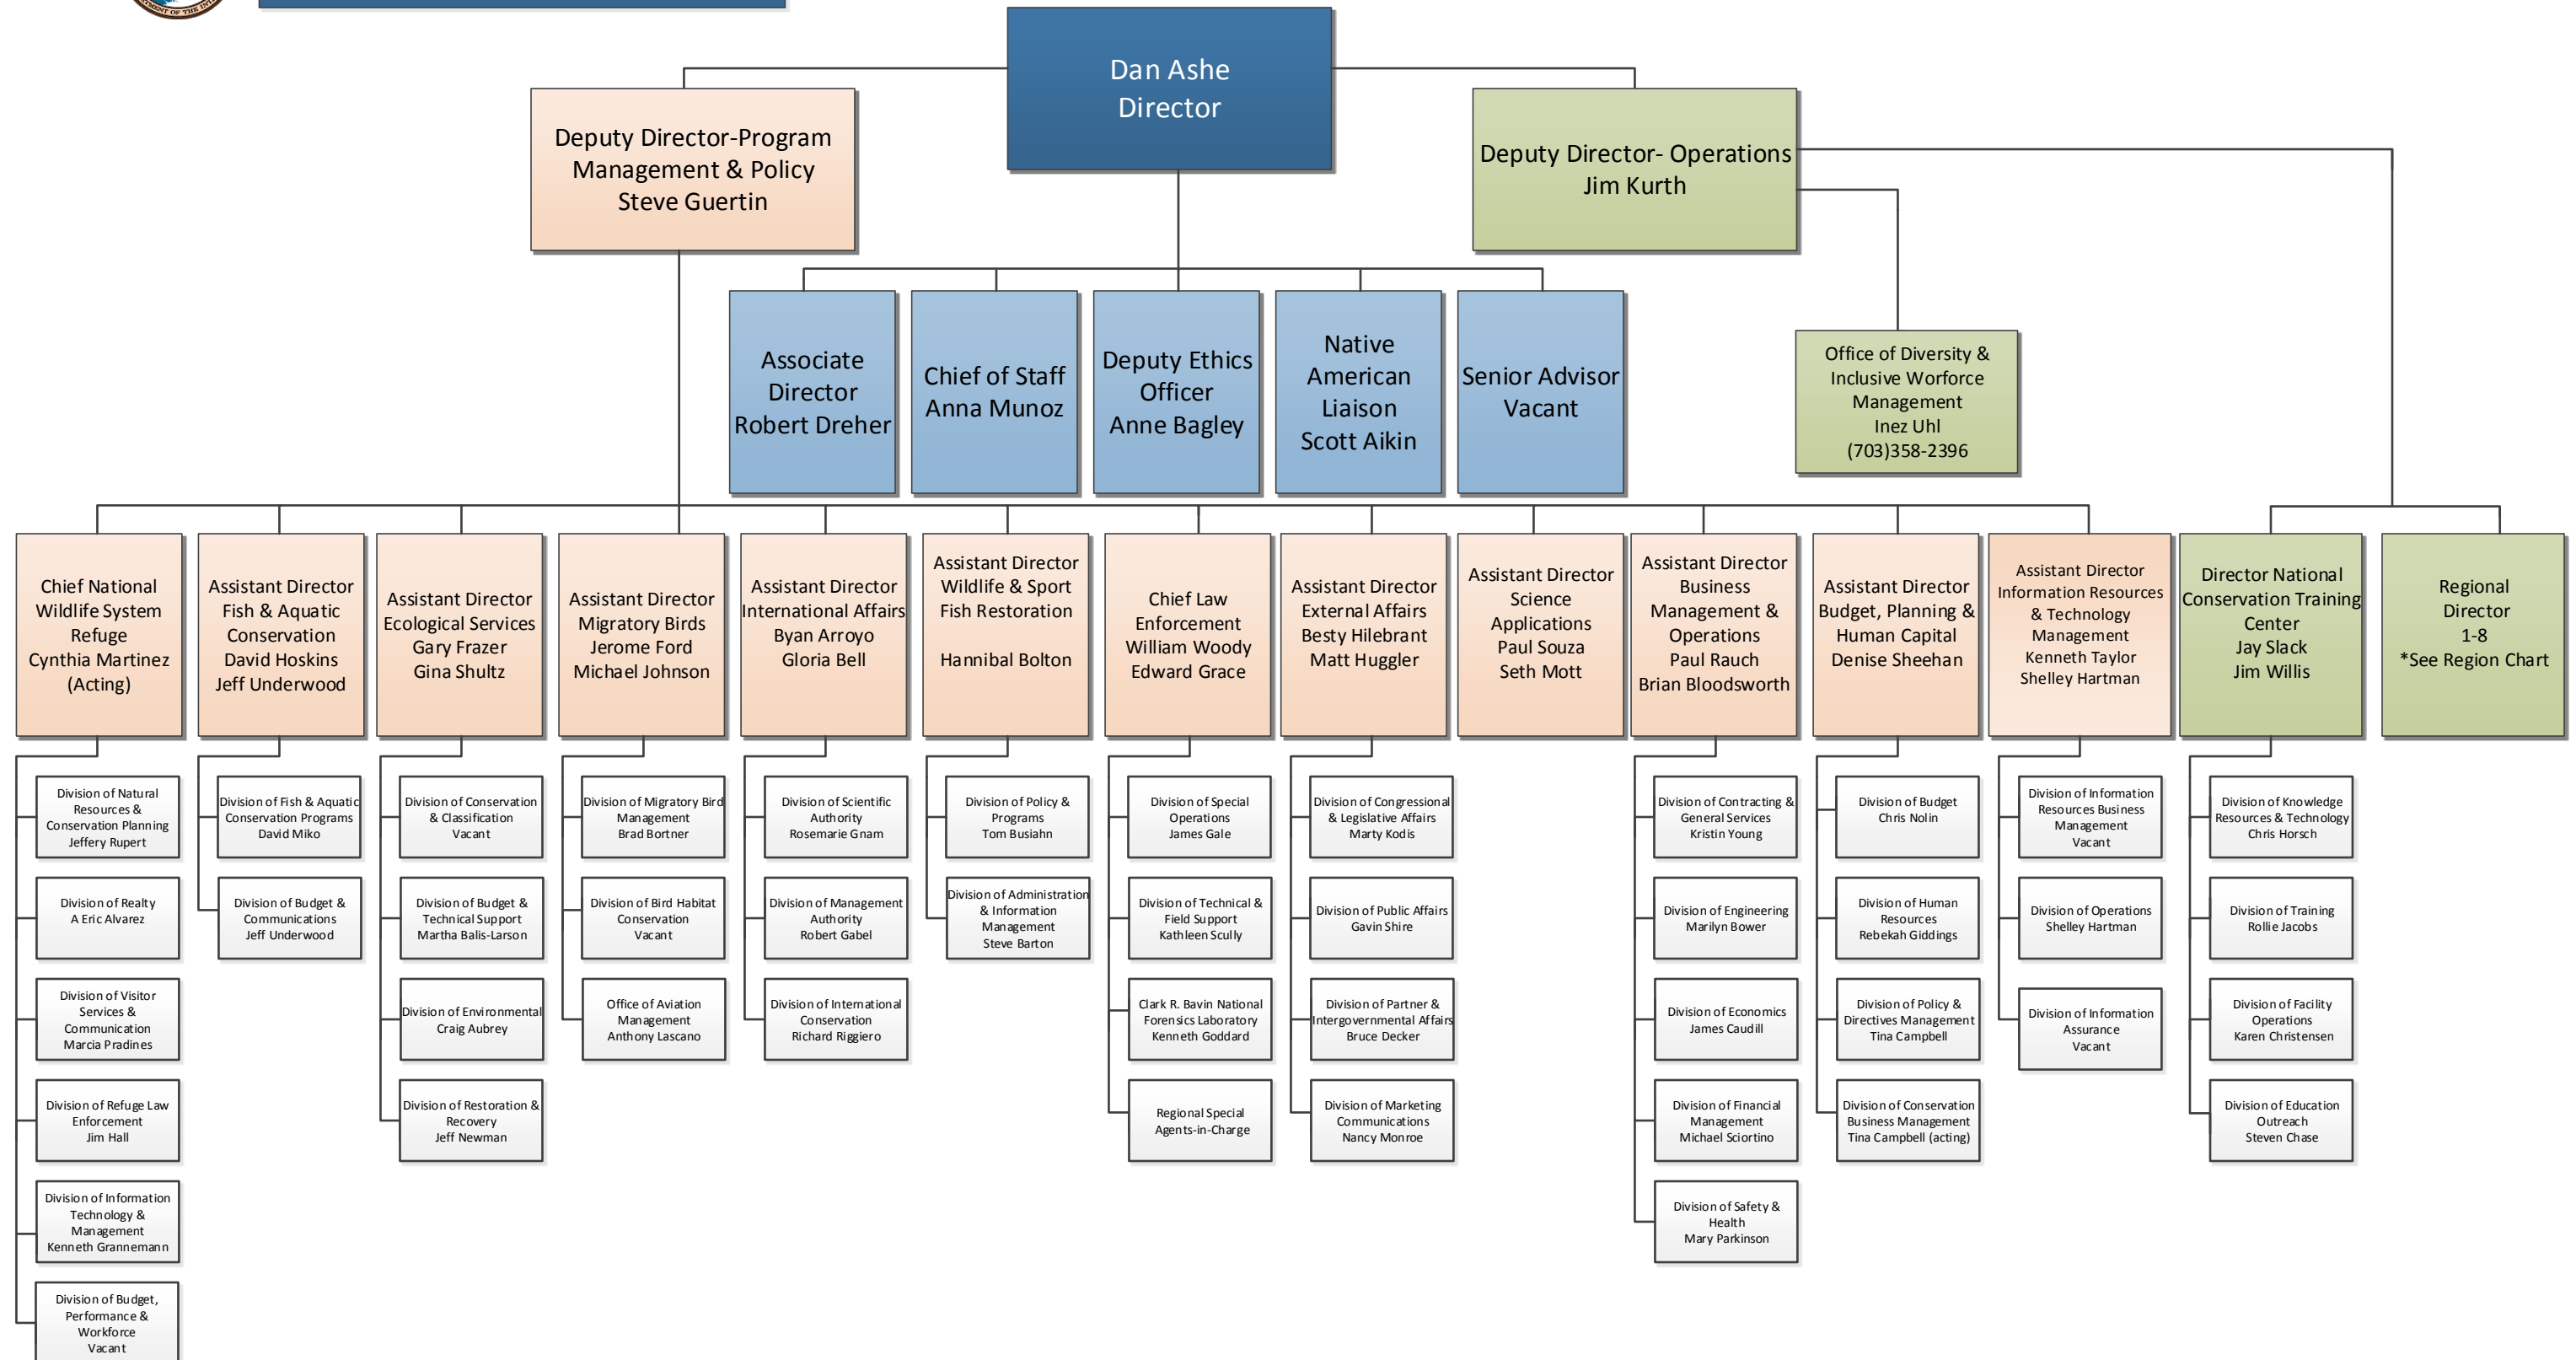 DEPARTMENT OF THE INTE
Dan Ashe
Director
Deputy Director-Program
Management & Policy
Steve Guertin
Deputy Director- Operations
Jim Kurth
Associate
Director
Robert Dreher
Chief of Staff
Anna Munoz
Deputy Ethics
Officer
Anne Bagley
Native
American
Liaison
Scott Aikin
Senior Advisor
Vacant
Office of Diversity &
Inclusive Worforce
Management
Inez Uhl
(703)358-2396
Chief National
Wildlife System
Refuge
Cynthia Martinez
(Acting)
Assistant Director
Fish & Aquatic
Conservation
David Hoskins
Jeff Underwood
Assistant Director
Ecological Services
Gary Frazer
Gina Shultz
Assistant Director
Migratory Birds
Jerome Ford
Michael Johnson
Assistant Director
International Affairs
Byan Arroyo
Gloria Bell
Assistant Director
Wildlife & Sport
Fish Restoration
Hannibal Bolton
Chief Law
Enforcement
William Woody
Edward Grace
Assistant Director
External Affairs
Besty Hilebrant
Matt Huggler
Assistant Director
Science
Applications
Paul Souza
Seth Mott
Assistant Director
Business
Management &
Operations
Paul Rauch
Brian Bloodsworth
Assistant Director
Budget, Planning &
Human Capital
Denise Sheehan
Assistant Director
Information Resources
& Technology
Management
Kenneth Taylor
Shelley Hartman
Director National
Conservation Training
Center
Jay Slack
Jim Willis
Regional
Director
1-8
*See Region Chart
Division of Natural
Resources &
Conservation Planning
Jeffery Rupert
Division of Realty
A Eric Alvarez
Division of Visitor
Services &
Communication
Marcia Pradines
Division of Refuge Law
Enforcement
Jim Hall
Division of Information
Technology &
Management
Kenneth Grannemann
Division of Budget,
Performance &
Workforce
Vacant
Division of Fish & Aquatic
Conservation Programs
David Miko
Division of Budget &
Communications
Jeff Underwood
Division of Conservation
& Classification
Vacant
Division of Budget &
Technical Support
Martha Balis-Larson
Division of Environmental
Craig Aubrey
Division of Restoration &
Recovery
Jeff Newman
Division of Migratory Bird
Management
Brad Bortner
Division of Bird Habitat
Conservation
Vacant
Office of Aviation
Management
Anthony Lascano
Division of Scientific
Authority
Rosemarie Gnam
Division of Management
Authority
Robert Gabel
Division of International
Conservation
Richard Riggiero
Division of Policy &
Programs
Tom Busiahn
Division of Administration
& Information
Management
Steve Barton
Division of Special
Operations
James Gale
Division of Technical &
Field Support
Kathleen Scully
Clark R. Bavin National
Forensics Laboratory
Kenneth Goddard
Regional Special
Agents-in-Charge
Division of Congressional
& Legislative Affairs
Marty Kodis
Division of Public Affairs
Gavin Shire
Division of Partner &
Intergovernmental Affairs
Bruce Decker
Division of Marketing
Communications
Nancy Monroe
Division of Contracting &
General Services
Kristin Young
Division of Engineering
Marilyn Bower
Division of Economics
James Caudill
Division of Financial
Management
Michael Sciortino
Division of Safety &
Health
Mary Parkinson
Division of Budget
Chris Nolin
Division of Human
Resources
Rebekah Giddings
Division of Policy &
Directives Management
Tina Campbell
Division of Conservation
Business Management
Tina Campbell (acting)
Division of Information
Resources Business
Management
Vacant
Division of Operations
Shelley Hartman
Division of Information
Assurance
Vacant
Division of Knowledge
Resources & Technology
Chris Horsch
Division of Training
Rollie Jacobs
Division of Facility
Operations
Karen Christensen
Division of Education
Outreach
Steven Chase